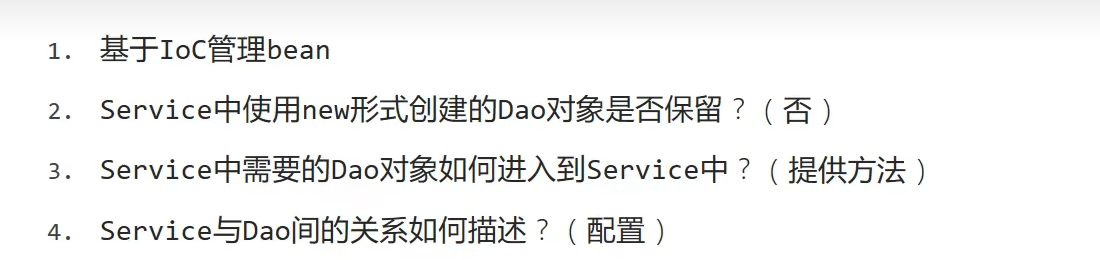 1. 基于IoC管理bean
2. Service中使用new形式创建的Dao对象是否保留？（否）
3. Service中需要的Dao对象如何进入到Service中？（提供方法）
4. Service与Dao间的关系如何描述？（配置）